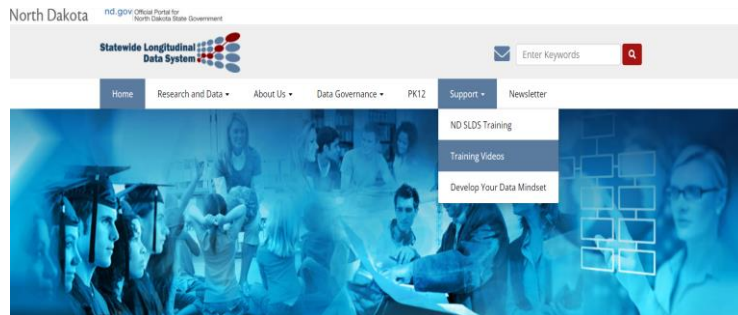 North Dakota
nd.gov Official Portal for
North Dakota State Government
Statewide Longitudinal
Data System
Enter Keywords
Home Research and Data About Us Data Governance PK12 Support Newsletter
ND SLDS Training
Training Videos
Develop Your Data Mindset